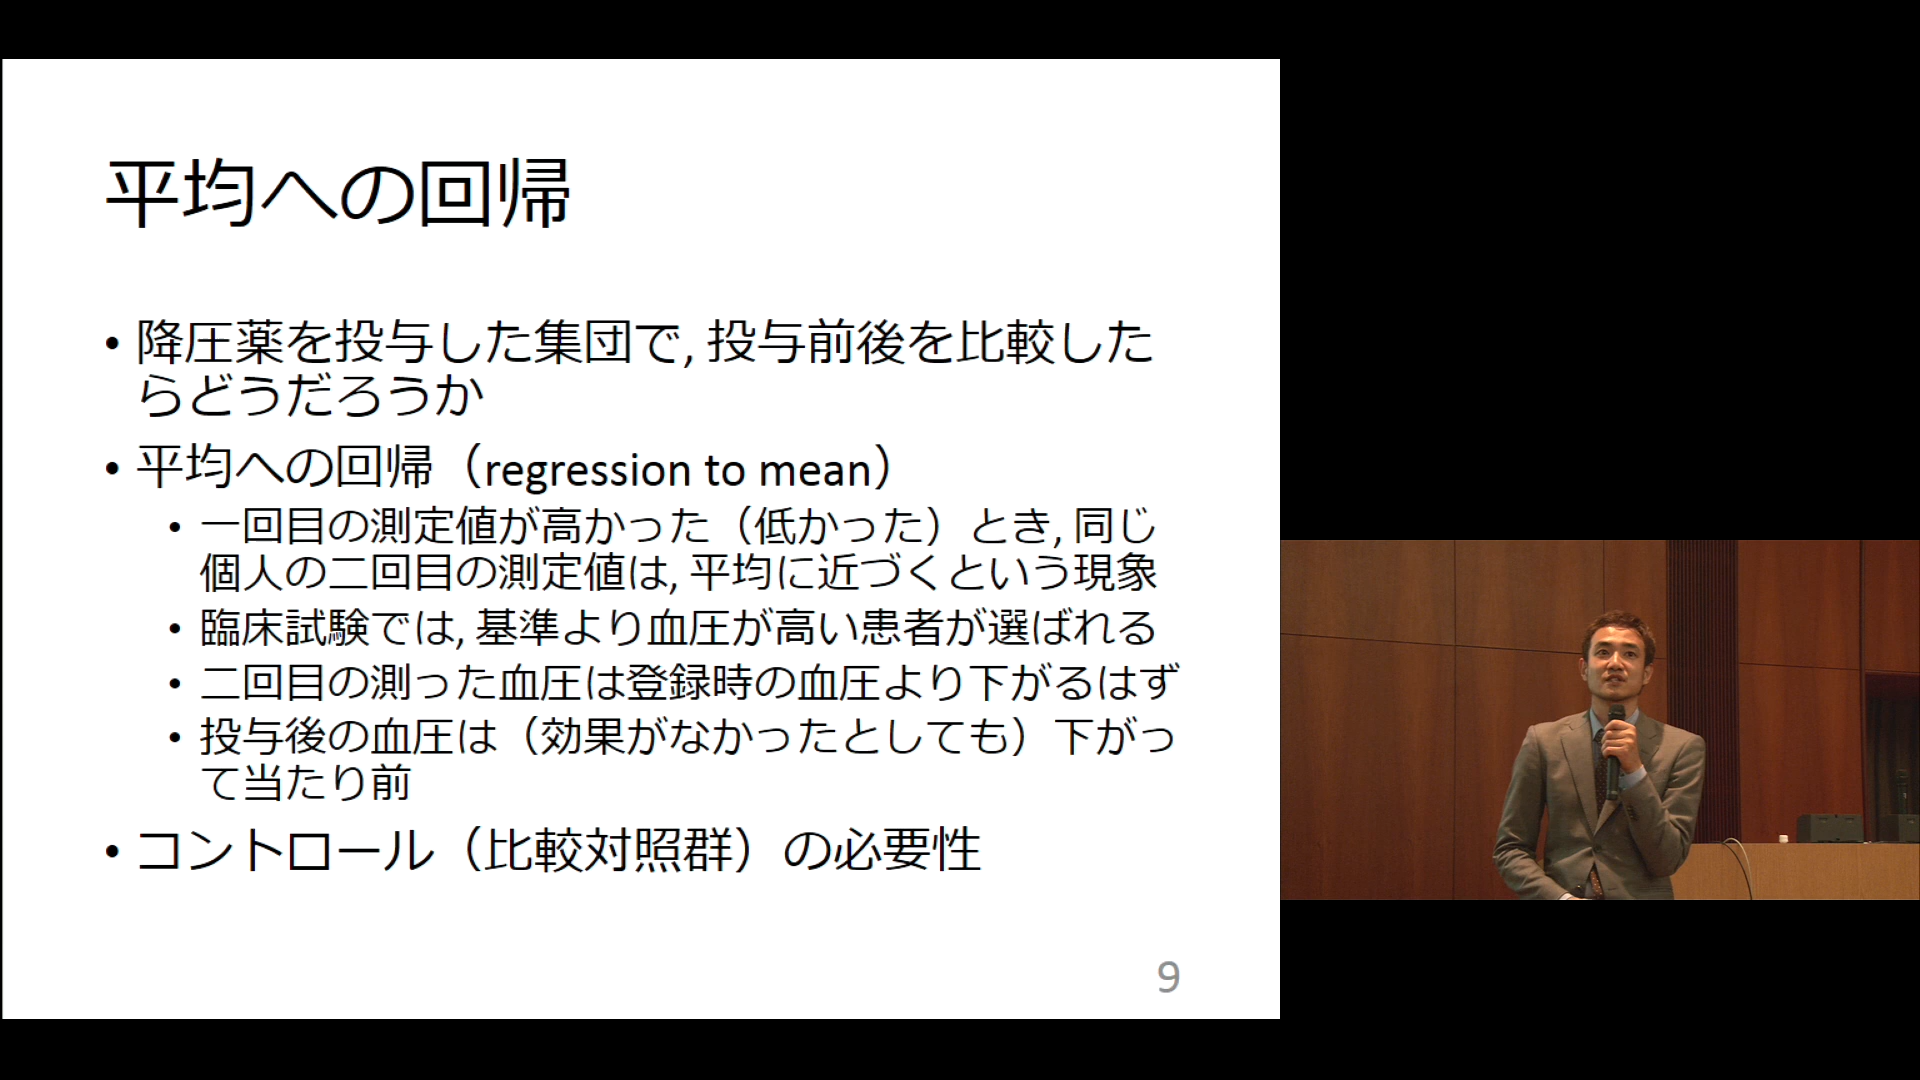 平均への回帰
• 降圧薬を投与した集団で, 投与前後を比較した
らどうだろうか
• 平均への回帰（regression to mean）
• 一回目の測定値が高かった（低かった）とき, 同じ
個人の二回目の測定値は, 平均に近づくという現象
• 臨床試験では, 基準より血圧が高い患者が選ばれる
• 二回目の測った血圧は登録時の血圧より下がるはず
• 投与後の血圧は（効果がなかったとしても）下がっ
て当たり前
• コントロール（比較対照群）の必要性
9